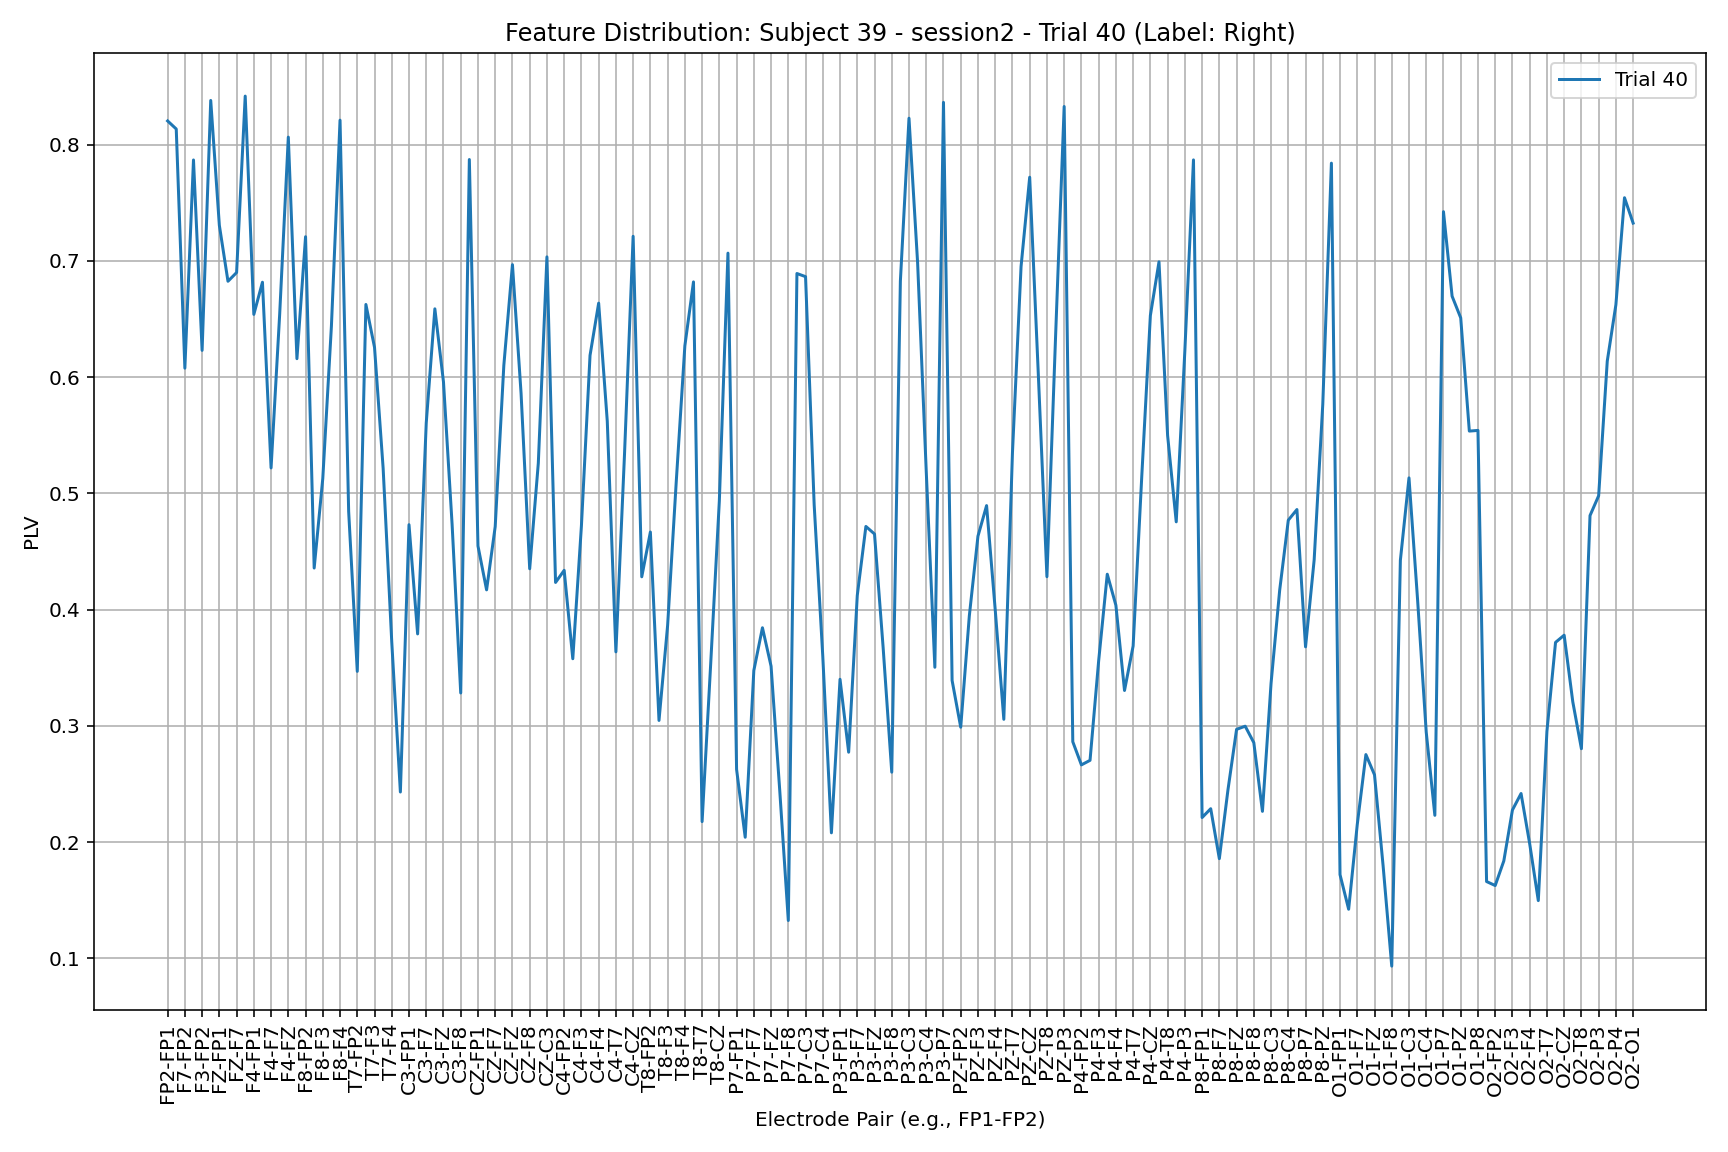 Feature Distribution: Subject 39 - session2 - Trial 40 (Label: Right)
Trial 40
PLV
0.8
0.7
0.6
0.5
0.4
0.3
0.2
0.1
FP2-FP1
F7-FP2
F3-FP2
FZ-FP1
FZ-F7
F4-FP1
F4-F7
F4-FZ
F8-FP2
F8-F3
F8-F4
T7-FP2
T7-F3
T7-F4
C3-FP1
C3-F7
C3-FZ
C3-F8
CZ-FP1
CZ-F7
CZ-FZ
CZ-F8
CZ-C3
C4-FP2
C4-F3
C4-F4
C4-T7
C4-CZ
T8-FP2
T8-F3
T8-F4
T8-T7
T8-CZ
P7-FP1
P7-F7
P7-FZ
P7-F8
P7-C3
P7-C4
P3-FP1
P3-F7
P3-FZ
P3-F8
P3-C3
P3-C4
P3-P7
PZ-FP2
PZ-F3
PZ-F4
PZ-T7
PZ-CZ
PZ-T8
PZ-P3
P4-FP2
P4-F3
P4-F4
P4-T7
P4-CZ
P4-T8
P4-P3
P8-FP1
P8-F7
P8-FZ
P8-F8
P8-C3
P8-C4
P8-P7
P8-PZ
O1-FP1
O1-F7
O1-FZ
O1-F8
O1-C3
O1-C4
O1-P7
O1-PZ
O1-P8
O2-FP2
O2-F3
O2-F4
O2-T7
O2-CZ
O2-T8
O2-P3
O2-P4
O2-O1
Electrode Pair (e.g., FP1-FP2)